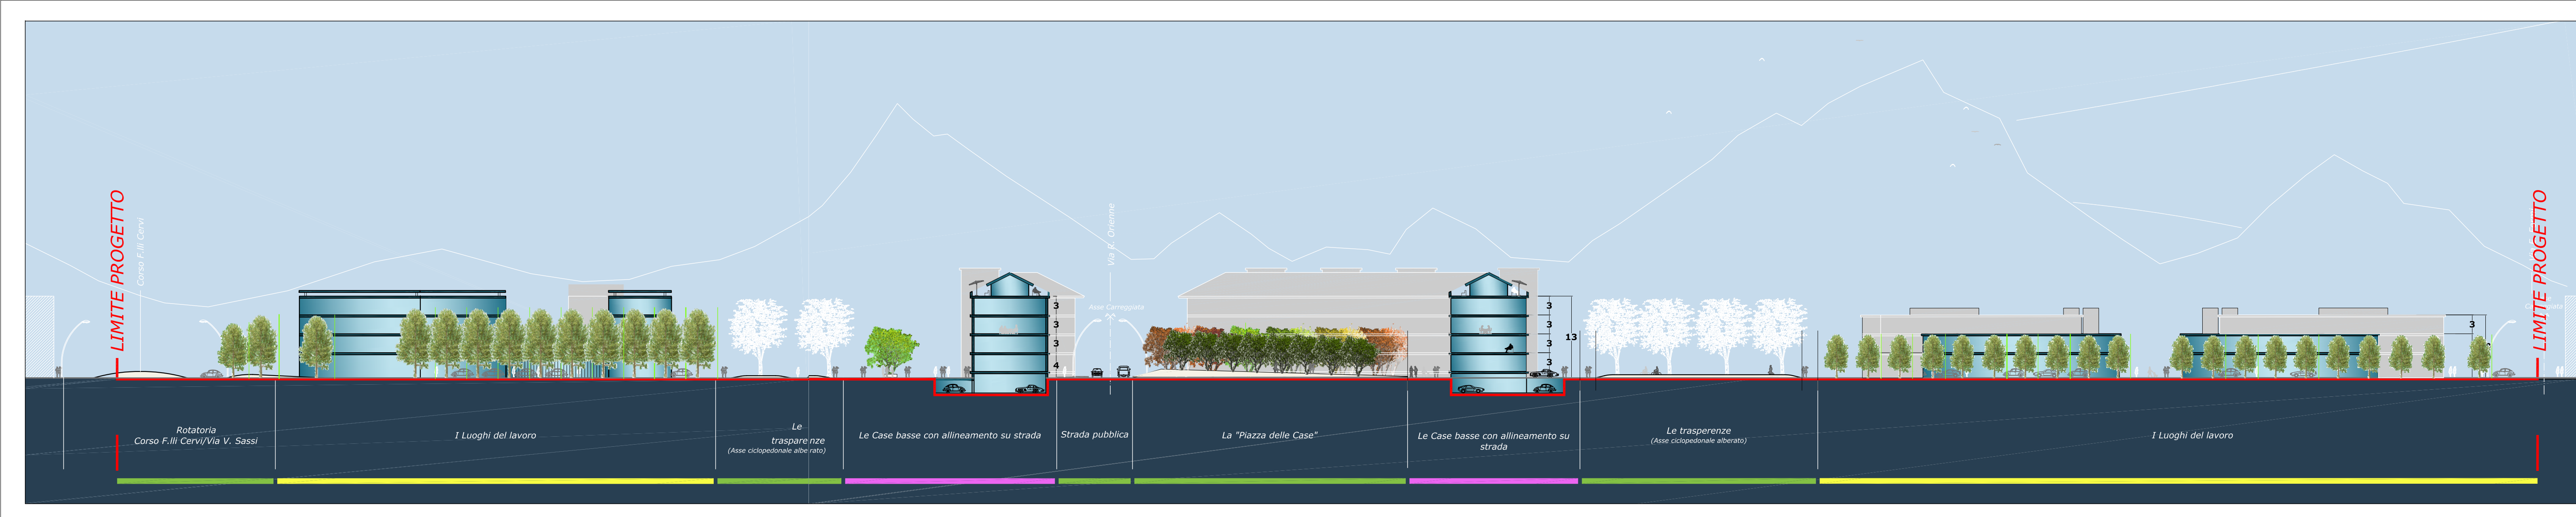 LIMITE PROGETTO
Corso F.lli Cervi
Via R. Orienne
Asse Carreggiata
3
3
3
4
3
3
3
3
13
3
LIMITE PROGETTO
Rotatoria
Corso F.lli Cervi/Via V. Sassi
I Luoghi del lavoro
Le
trasparenze
(Asse ciclopedonale alberato)
Le Case basse con allineamento su strada
Strada pubblica
La "Piazza delle Case"
Le Case basse con allineamento su
strada
Le trasperenze
(Asse ciclopedonale alberato)
I Luoghi del lavoro